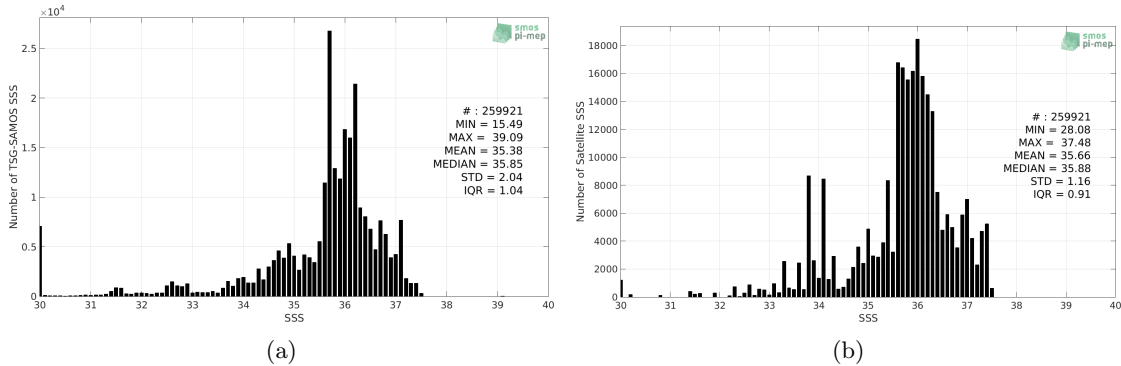 ×10⁴
2.5
2
1.5
1
0.5
0
30 31 32 33 34 35 36 37 38 39 40
SSS
Number of TSG-SAMOS SSS
smos
pi-mep
# : 259921
MIN = 15.49
MAX = 39.09
MEAN = 35.38
MEDIAN = 35.85
STD = 2.04
IQR = 1.04
(a)
18000
16000
14000
12000
10000
8000
6000
4000
2000
0
30 31 32 33 34 35 36 37 38 39 40
SSS
Number of Satellite SSS
smos
pi-mep
# : 259921
MIN = 28.08
MAX = 37.48
MEAN = 35.66
MEDIAN = 35.88
STD = 1.16
IQR = 0.91
(b)